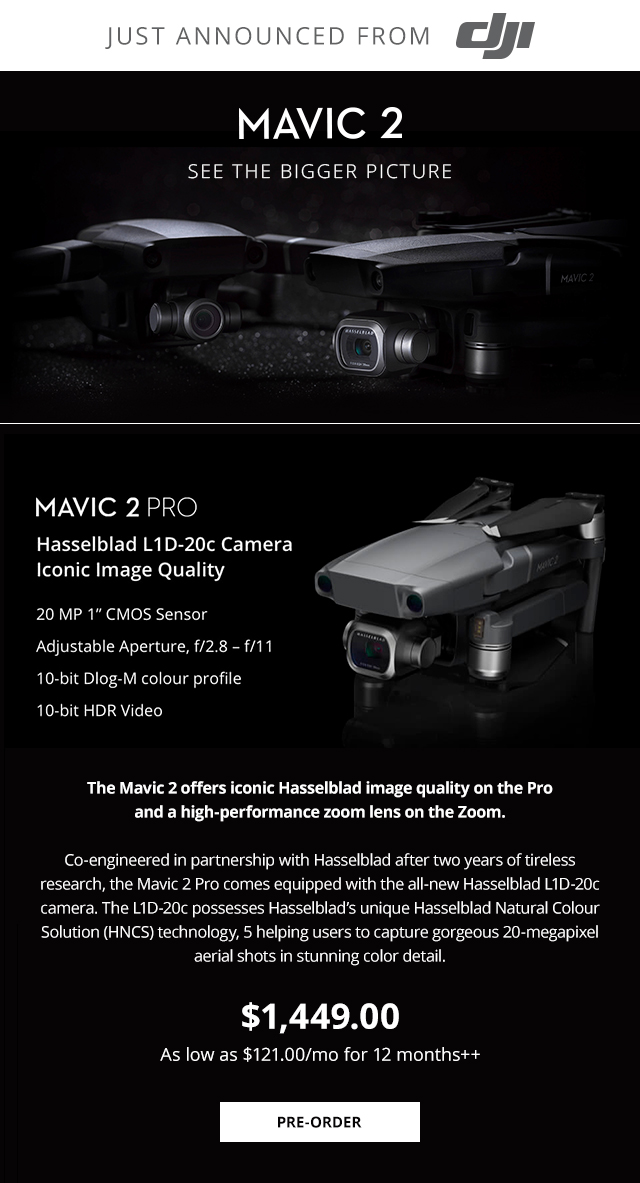 JUST ANNOUNCED FROM dji
MAVIC 2
SEE THE BIGGER PICTURE
MAVIC 2
HASSELBLAD
MAVIC 2 PRO
Hasselblad L1D-20c Camera
Iconic Image Quality
20 MP 1” CMOS Sensor
Adjustable Aperture, f/2.8 – f/11
10-bit Dlog-M colour profile
10-bit HDR Video
MAVIC 2
HASSELBLAD
The Mavic 2 offers iconic Hasselblad image quality on the Pro
and a high-performance zoom lens on the Zoom.
Co-engineered in partnership with Hasselblad after two years of tireless
research, the Mavic 2 Pro comes equipped with the all-new Hasselblad L1D-20c
camera. The L1D-20c possesses Hasselblad’s unique Hasselblad Natural Colour
Solution (HNCS) technology, 5 helping users to capture gorgeous 20-megapixel
aerial shots in stunning color detail.
$1,449.00
As low as $121.00/mo for 12 months++
PRE-ORDER